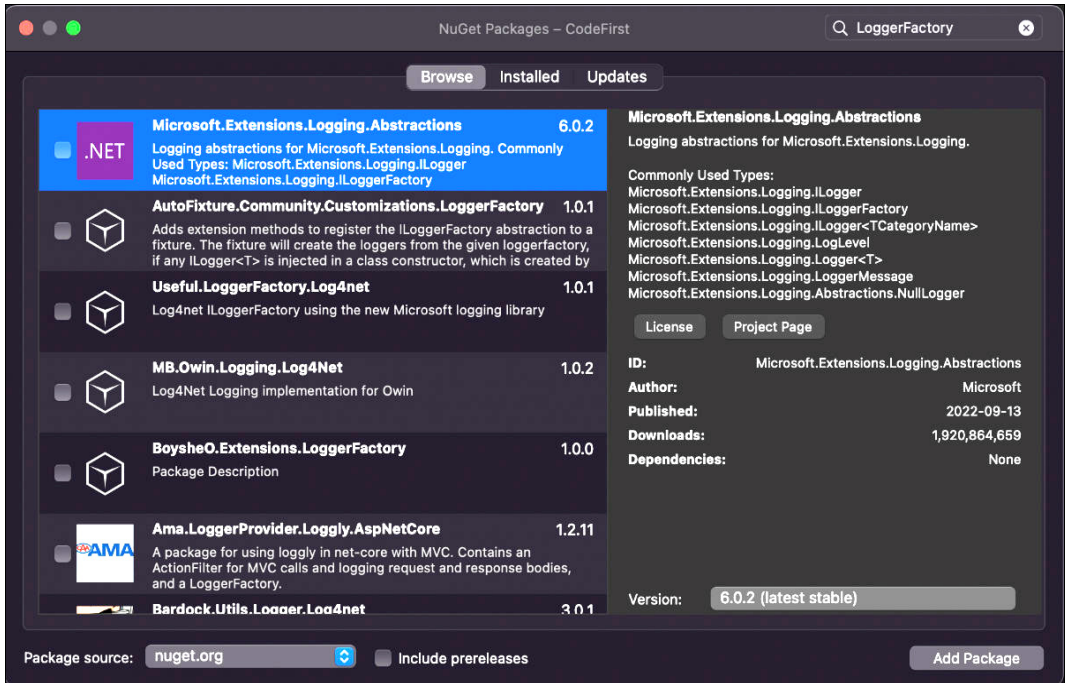 NuGet Packages – CodeFirst
LoggerFactory
Browse
Installed
Updates
.NET
Microsoft.Extensions.Logging.Abstractions 6.0.2
Logging abstractions for Microsoft.Extensions.Logging. Commonly
Used Types: Microsoft.Extensions.Logging.ILogger
Microsoft.Extensions.Logging.ILoggerFactory
AutoFixture.Community.Customizations.LoggerFactory 1.0.1
Adds extension methods to register the ILoggerFactory abstraction to a
fixture. The fixture will create the loggers from the given loggerfactory,
if any ILogger<T> is injected in a class constructor, which is created by
Useful.LoggerFactory.Log4net 1.0.1
Log4net ILoggerFactory using the new Microsoft logging library
MB.Owin.Logging.Log4Net 1.0.2
Log4Net Logging implementation for Owin
BoysheO.Extensions.LoggerFactory 1.0.0
Package Description
AMA
Ama.LoggerProvider.Loggly.AspNetCore 1.2.11
A package for using loggly in net-core with MVC. Contains an
ActionFilter for MVC calls and logging request and response bodies,
and a LoggerFactory.
Bardock.Utils.Logger.Log4net 3.0.1
Microsoft.Extensions.Logging.Abstractions
Logging abstractions for Microsoft.Extensions.Logging.
Commonly Used Types:
Microsoft.Extensions.Logging.ILogger
Microsoft.Extensions.Logging.ILoggerFactory
Microsoft.Extensions.Logging.ILogger<TCategoryName>
Microsoft.Extensions.Logging.LogLevel
Microsoft.Extensions.Logging.Logger<T>
Microsoft.Extensions.Logging.LoggerMessage
Microsoft.Extensions.Logging.Abstractions.NullLogger
License
Project Page
ID: Microsoft.Extensions.Logging.Abstractions
Author: Microsoft
Published: 2022-09-13
Downloads: 1,920,864,659
Dependencies: None
Version: 6.0.2 (latest stable)
Package source: nuget.org
Include prereleases
Add Package